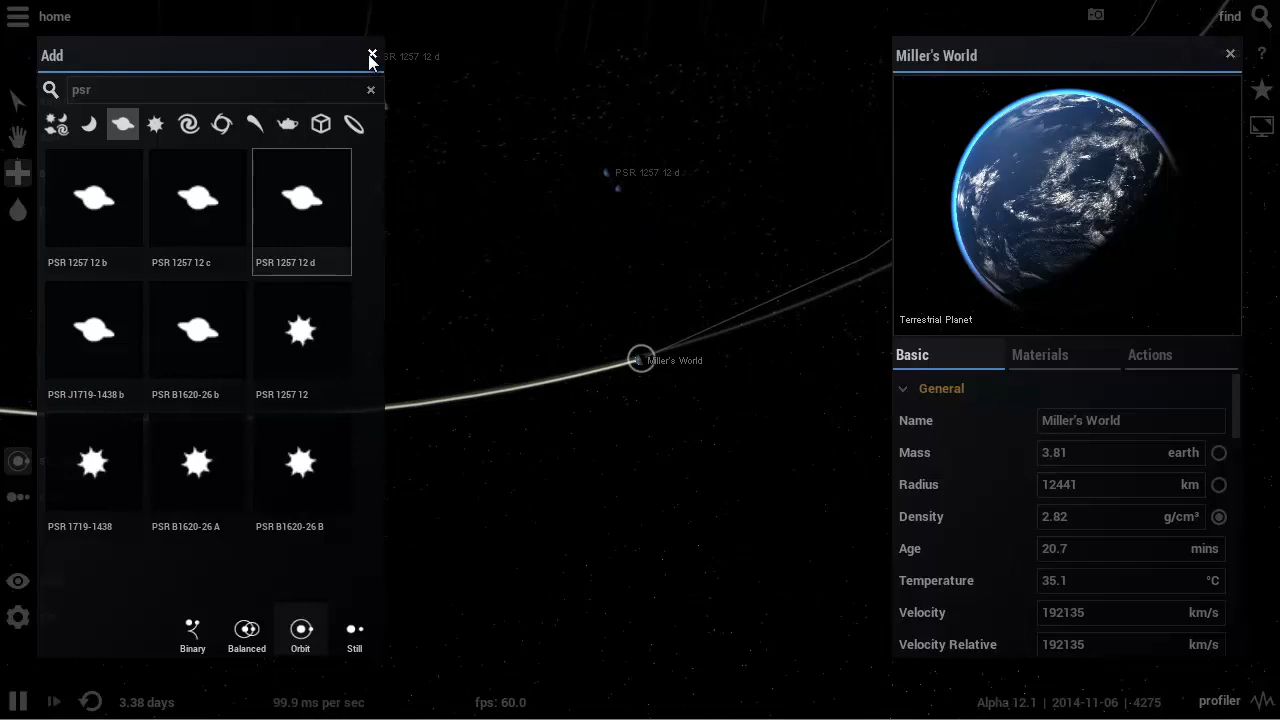 home
find
Add
PSR 1257 12 d
psr
PSR 1257 12 b
PSR 1257 12 c
PSR 1257 12 d
PSR J1719-1438 b
PSR B1620-26 b
PSR 1257 12
PSR 1719-1438
PSR B1620-26 A
PSR B1620-26 B
Binary
Balanced
Orbit
Still
PSR 1257 12 d
Miller's World
Miller's World
Terrestrial Planet
Basic
Materials
Actions
General
Name
Miller's World
Mass
3.81 earth
Radius
12441 km
Density
2.82 g/cm³
Age
20.7 mins
Temperature
35.1 °C
Velocity
192135 km/s
Velocity Relative
192135 km/s
3.38 days
99.9 ms per sec
fps: 60.0
Alpha 12.1 | 2014-11-06 | -4275
profiler